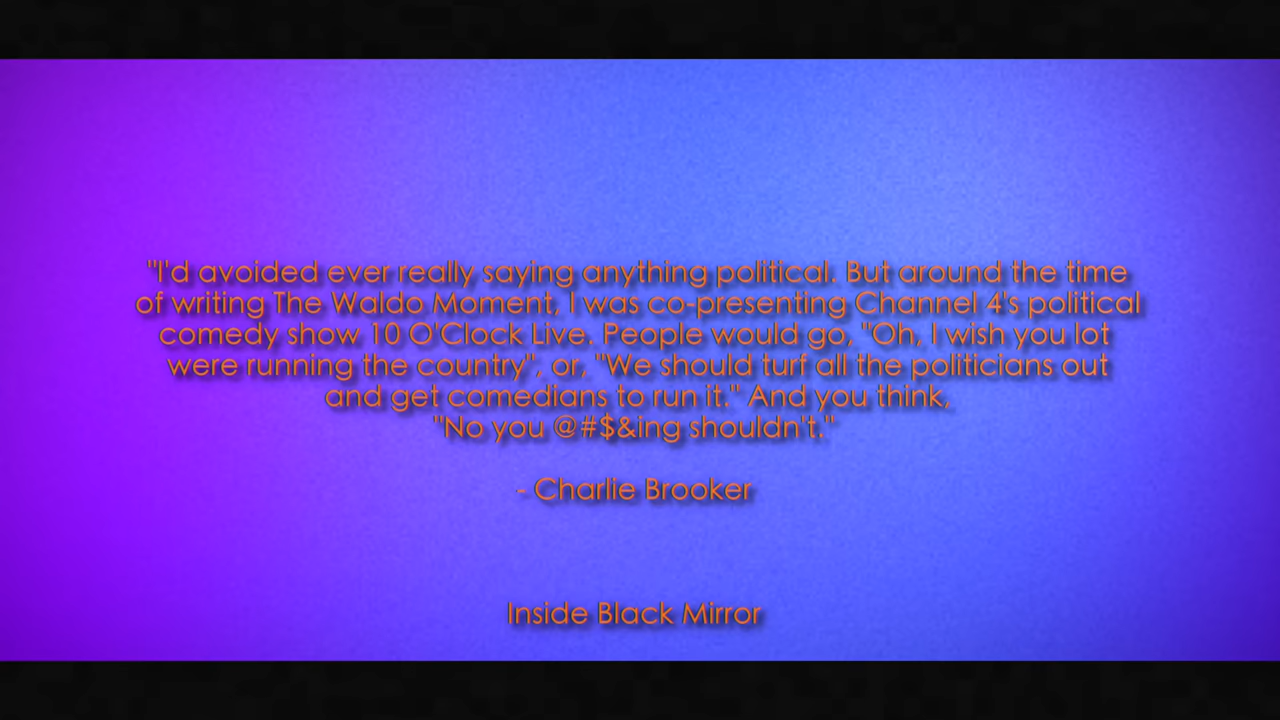 "I'd avoided ever really saying anything political. But around the time
of writing The Waldo Moment, I was co-presenting Channel 4's political
comedy show 10 O'Clock Live. People would go, "Oh, I wish you lot
were running the country", or, "We should turf all the politicians out
and get comedians to run it." And you think,
"No you @#$&ing shouldn't."
- Charlie Brooker
Inside Black Mirror